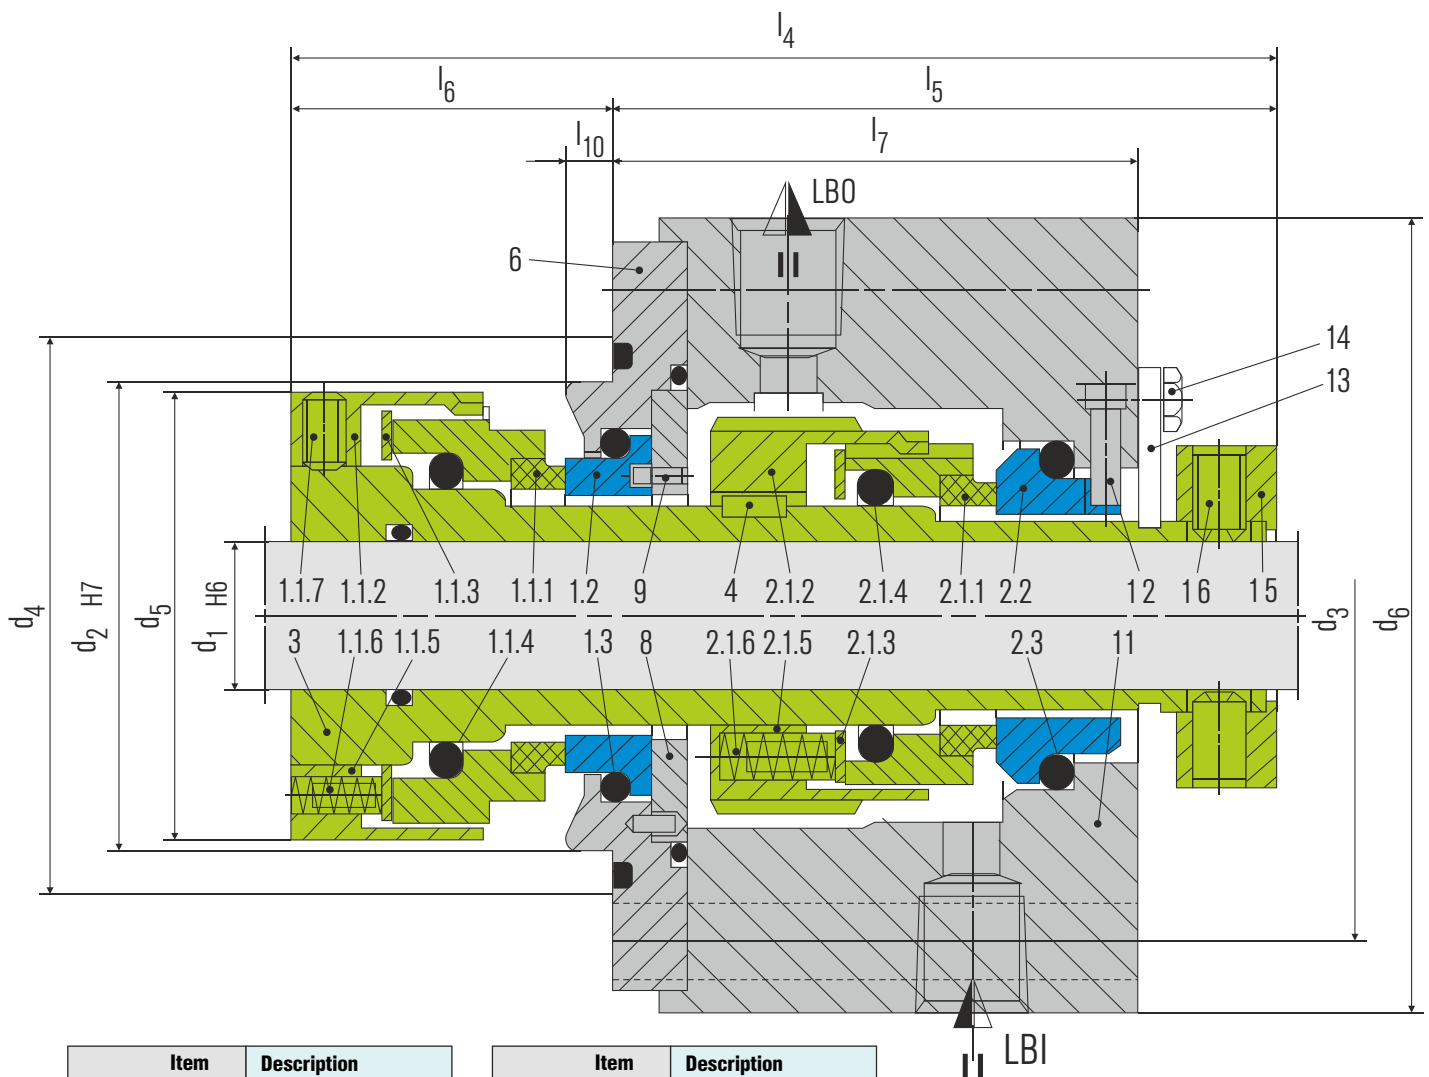 l4
l6 l5
l10 l7
LBO
II
6
14
13
d4
d2 H7
d5
d1 H6
1.1.7 1.1.2 1.1.3 1.1.1 1.2 9 4 2.1.2 2.1.4 2.1.1 2.2 12 16 15
3 1.1.6 1.1.5 1.1.4 1.3 8 2.1.6 2.1.5 2.1.3 2.3 11
d3
d6
LBI
II
Item Description Item Description